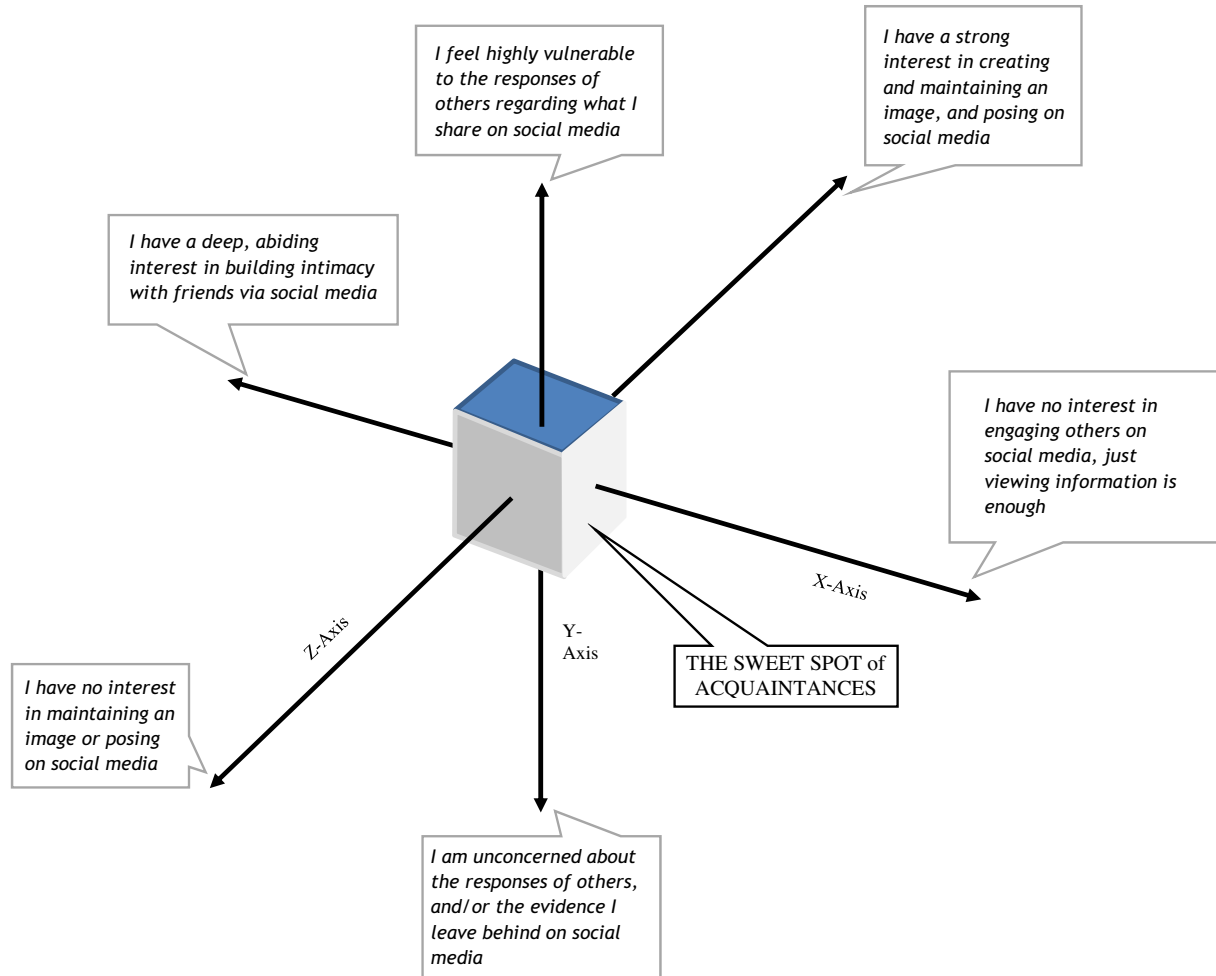 I feel highly vulnerable
to the responses of
others regarding what I
share on social media
I have a strong
interest in creating
and maintaining an
image, and posing on
social media
I have a deep, abiding
interest in building intimacy
with friends via social media
I have no interest in
engaging others on
social media, just
viewing information is
enough
X-Axis
Z-Axis
Y-
Axis
THE SWEET SPOT of
ACQUAINTANCES
I have no interest
in maintaining an
image or posing
on social media
I am unconcerned about
the responses of others,
and/or the evidence I
leave behind on social
media